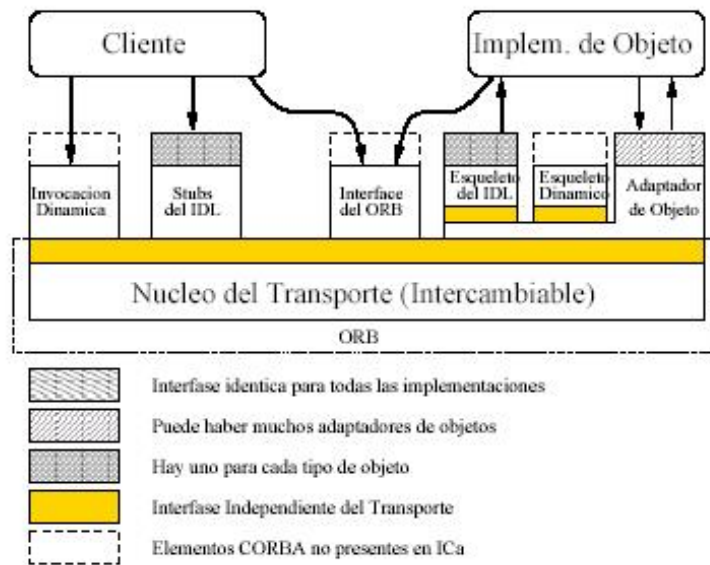 Cliente
Implem. de Objeto
Invocacion
Dinamica
Stubs
del IDL
Interface
del ORB
Esqueleto
del IDL
Esqueleto
Dinamico
Adaptador
de Objeto
Nucleo del Transporte (Intercambiable)
ORB
Interfase identica para todas las implementaciones
Puede haber muchos adaptadores de objetos
Hay uno para cada tipo de objeto
Interfase Independiente del Transporte
Elementos CORBA no presentes en ICa